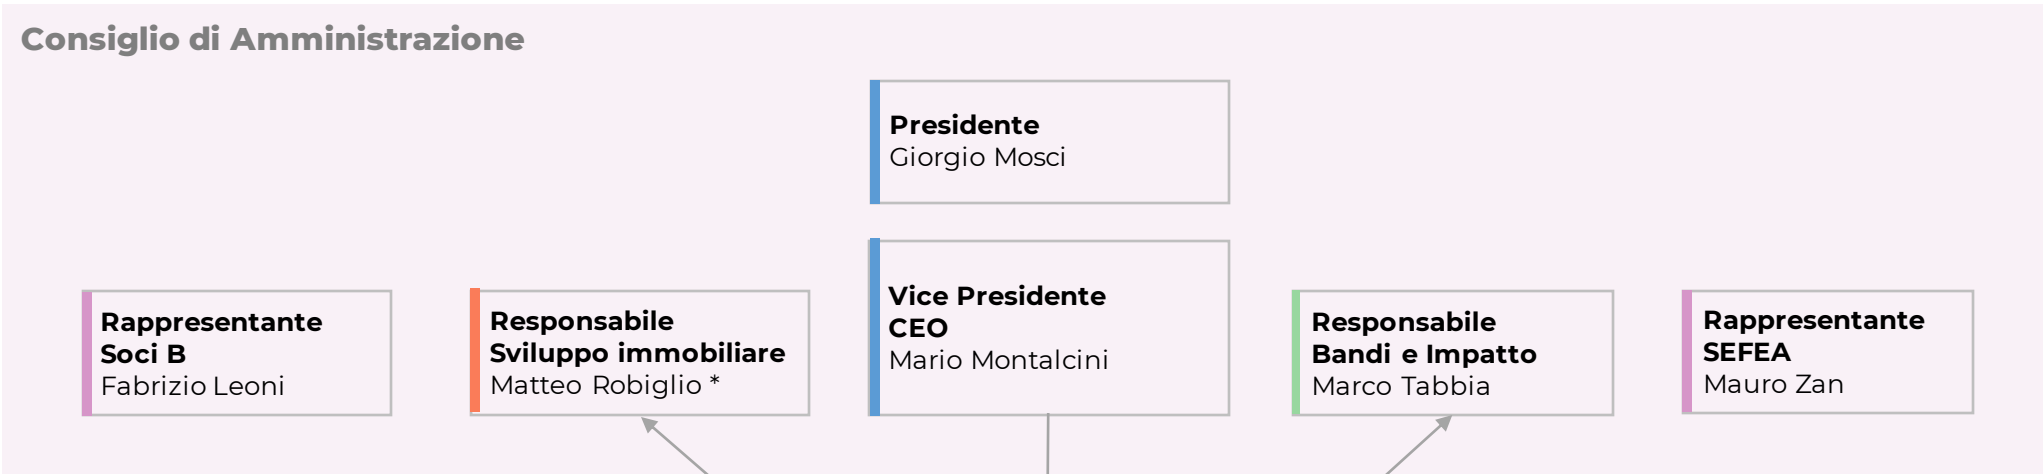 Consiglio di Amministrazione
Presidente
Giorgio Mosci
Vice Presidente
CEO
Mario Montalcini
Rappresentante
Soci B
Fabrizio Leoni
Responsabile
Sviluppo immobiliare
Matteo Robiglio *
Responsabile
Bandi e Impatto
Marco Tabbia
Rappresentante
SEFEA
Mauro Zan